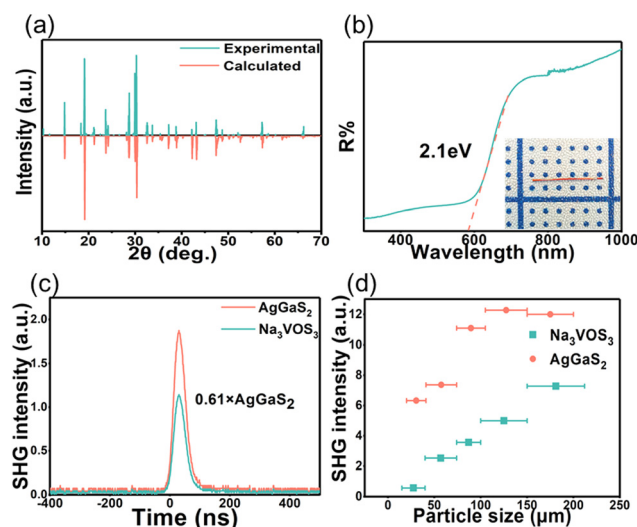 (a)
Experimental
Calculated
Intensity (a.u.)
10 20 30 40 50 60 70
2θ (deg.)
(b)
R%
2.1eV
400 600 800 1000
Wavelength (nm)
(c)
AgGaS₂
Na₃VOS₃
SHG intensity (a.u.)
2.0
1.5
1.0
0.5
0.0
0.61×AgGaS₂
-400 -200 0 200 400
Time (ns)
(d)
SHG intensity (a.u.)
12
10
8
6
4
2
0
Na₃VOS₃
AgGaS₂
0 50 100 150 200 250
Particle size (μm)